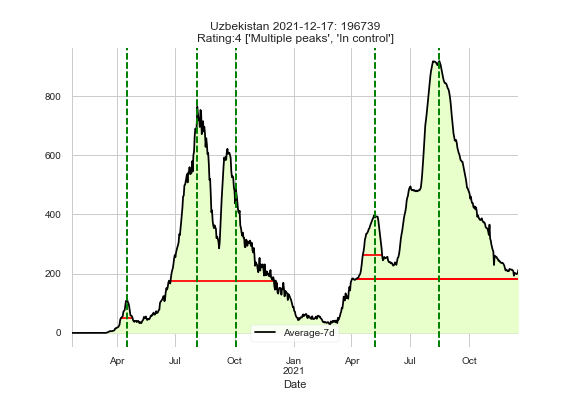 Uzbekistan 2021-12-17: 196739
Rating:4 ['Multiple peaks', 'In control']
800
600
400
200
0
Average-7d
Apr
Jul
Oct
Jan
2021
Apr
Jul
Oct
Date